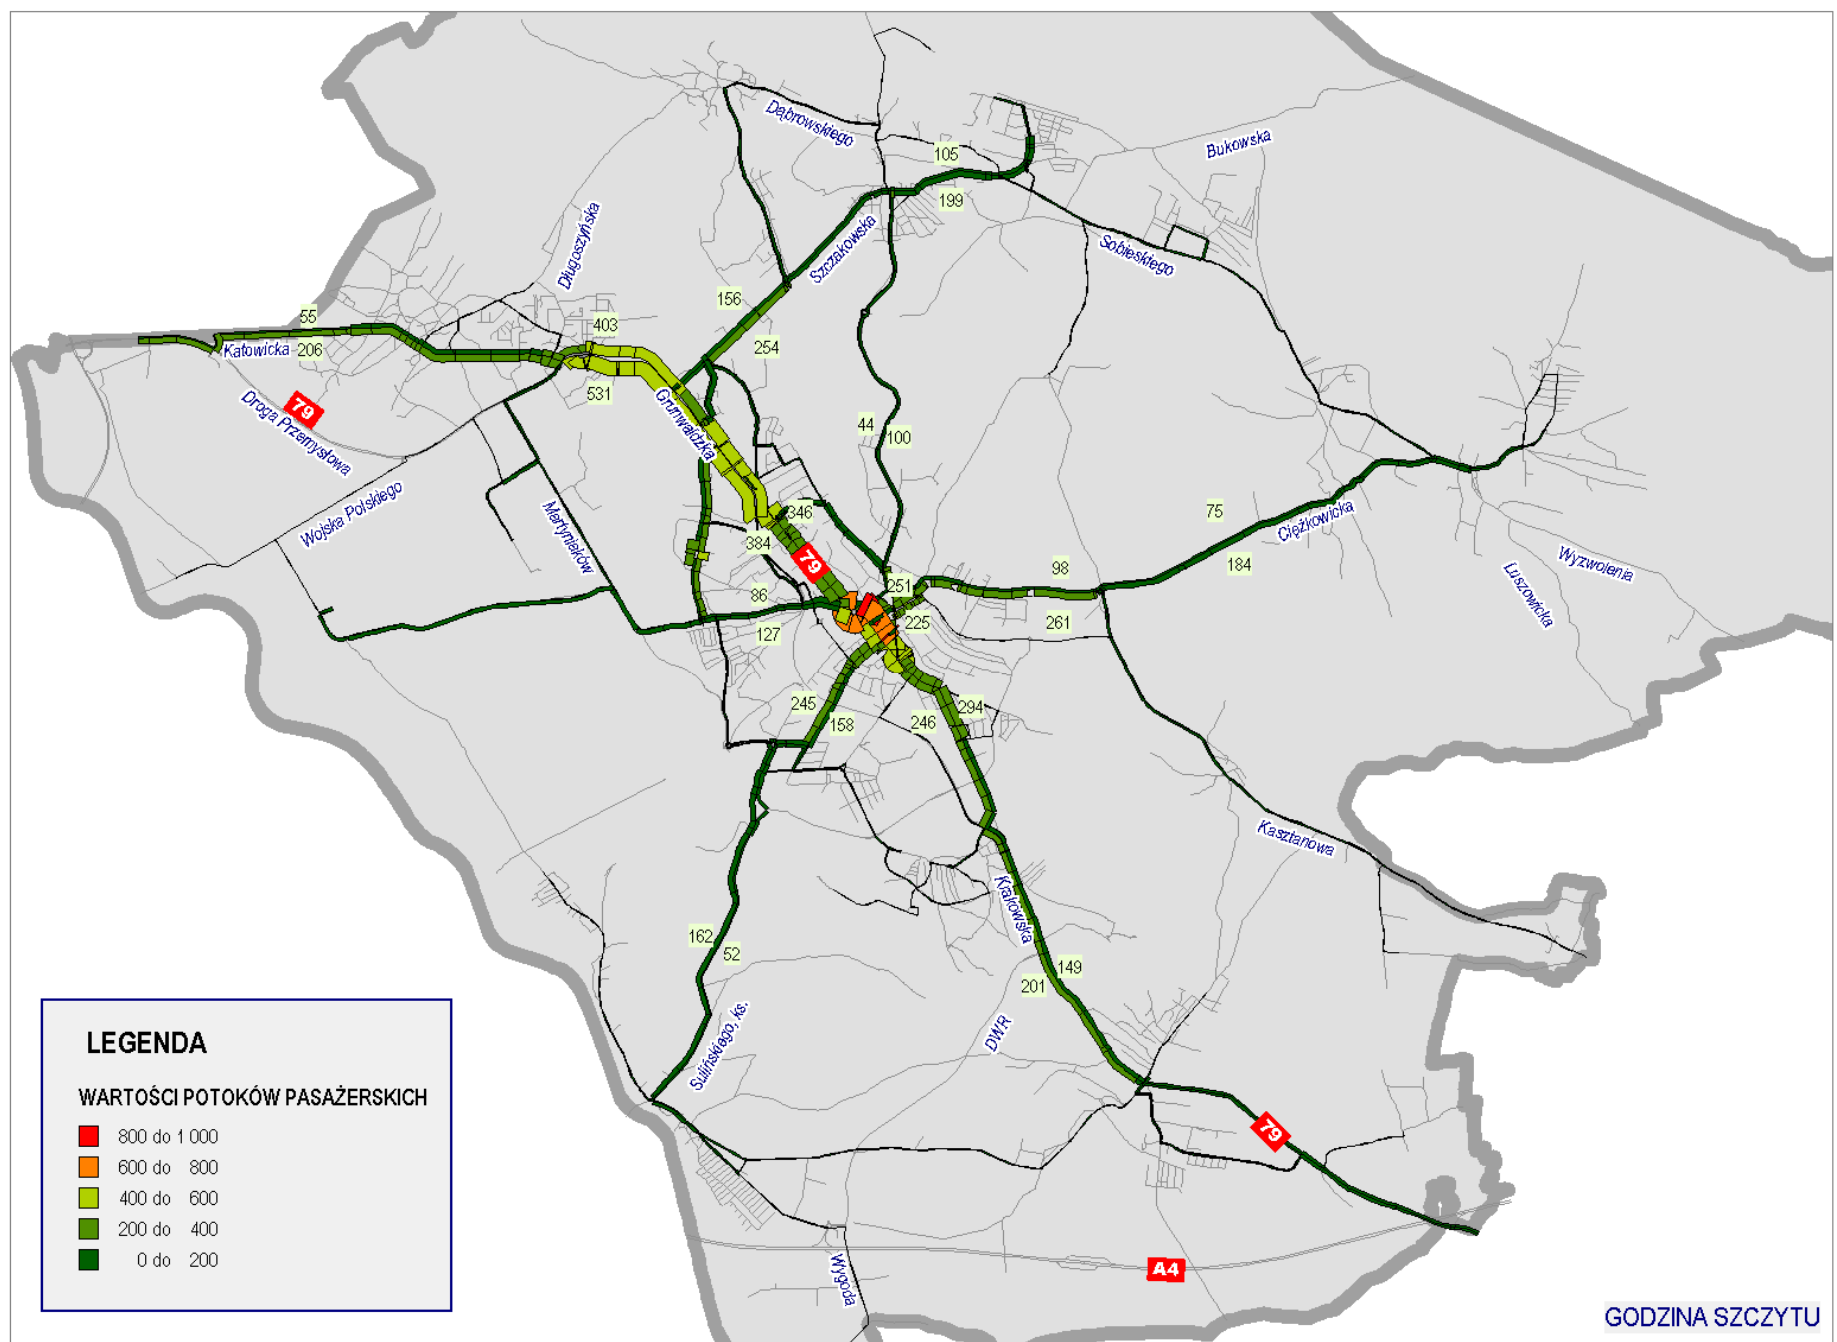 Dąbrowskiego
105
Bukowska
199
Długoszyńska
Szczakowska
Sobieskiego
156
55
403
Katowicka
206
254
79
531
Grunwaldzka
Droga Przemysłowa
44
100
Wojska Polskiego
Martyniaków
346
75
Ciężkowicka
384
79
Wyzwolenia
184
98
Luszowicka
251
86
225
261
127
245
294
158
246
Kasztanowa
Krakowska
162
52
149
201
Sulińskiego, ks.
DWR
79
A4
Wygoda
LEGENDA
WARTOŚCI POTOKÓW PASAŻERSKICH
800 do 1 000
600 do 800
400 do 600
200 do 400
0 do 200
GODZINA SZCZYTU